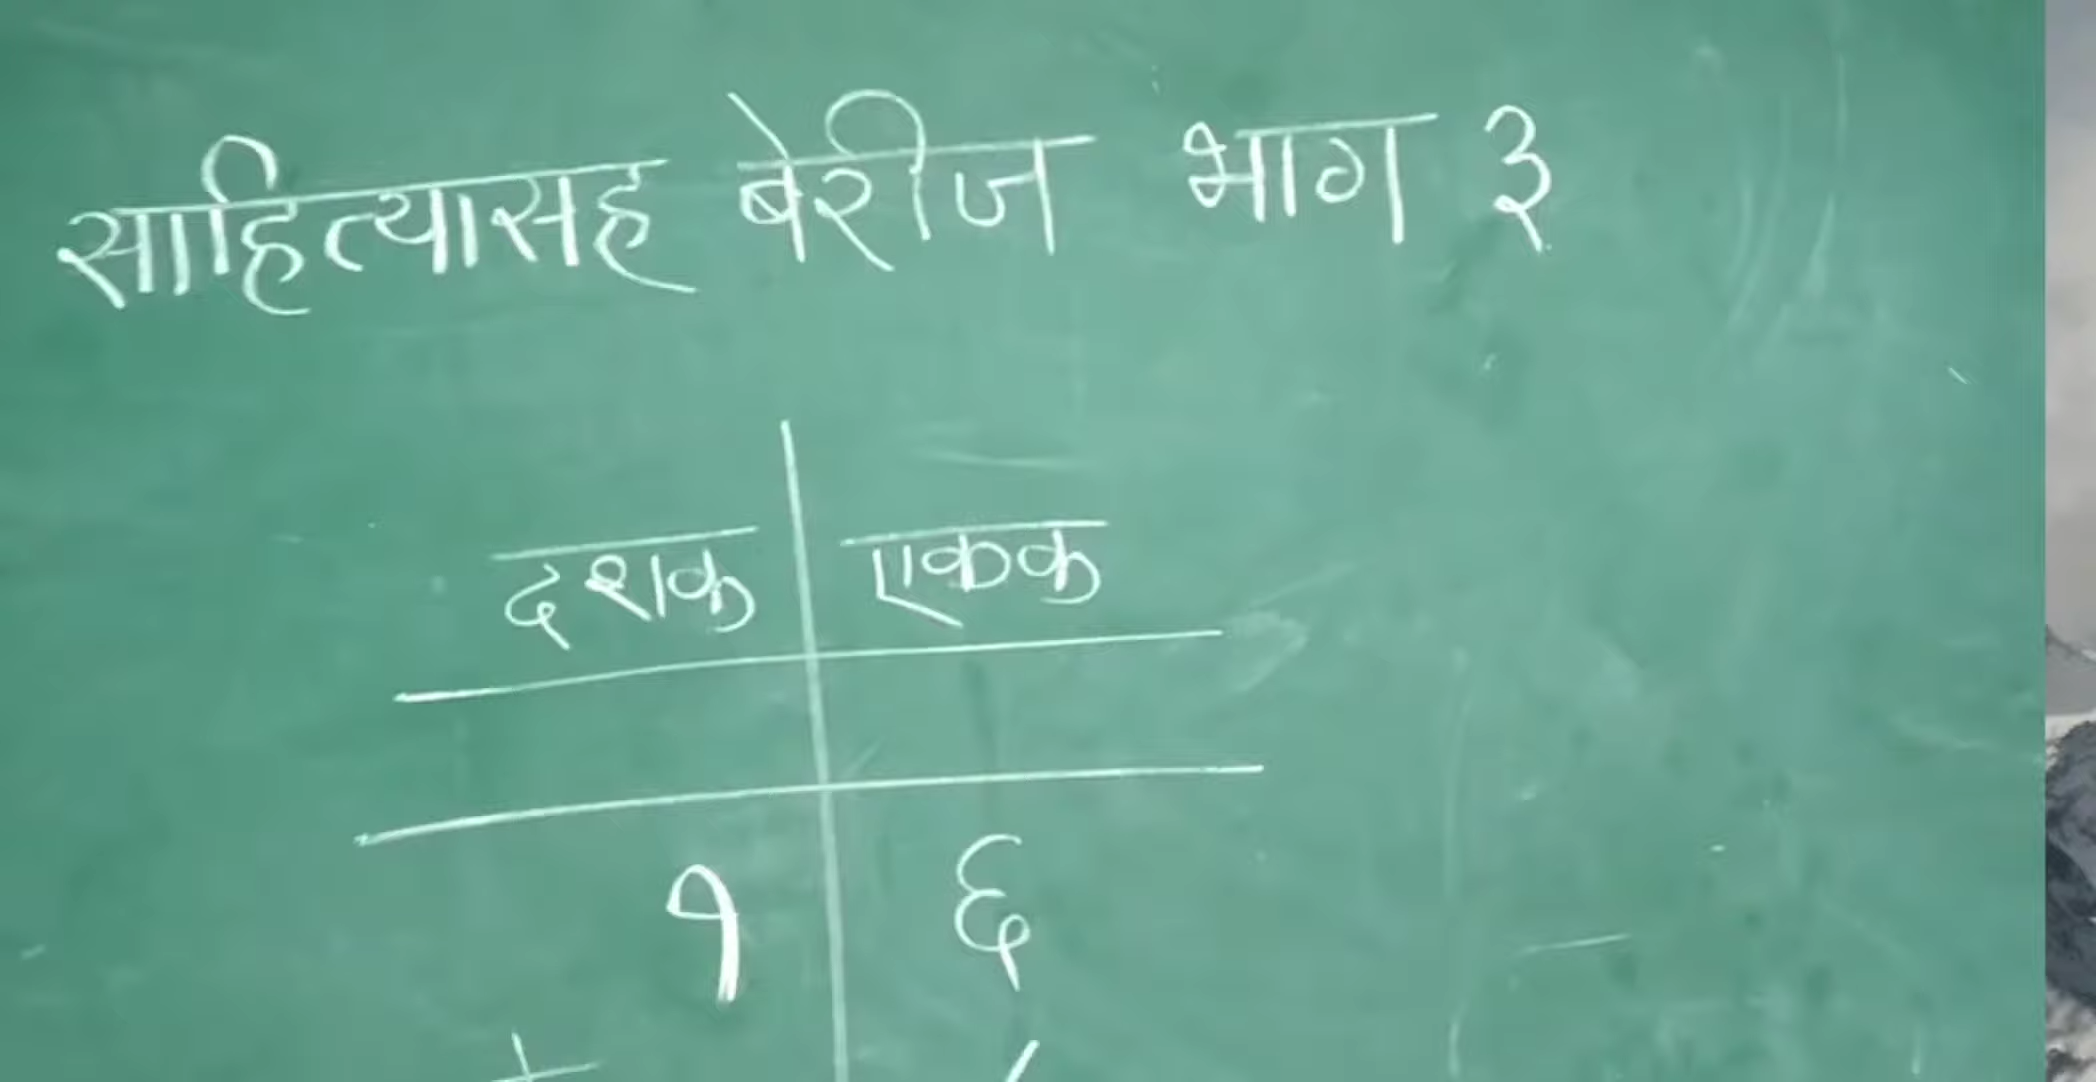 साहित्यासह बेरीज भाग ३
दशक एकक
१ ६
+